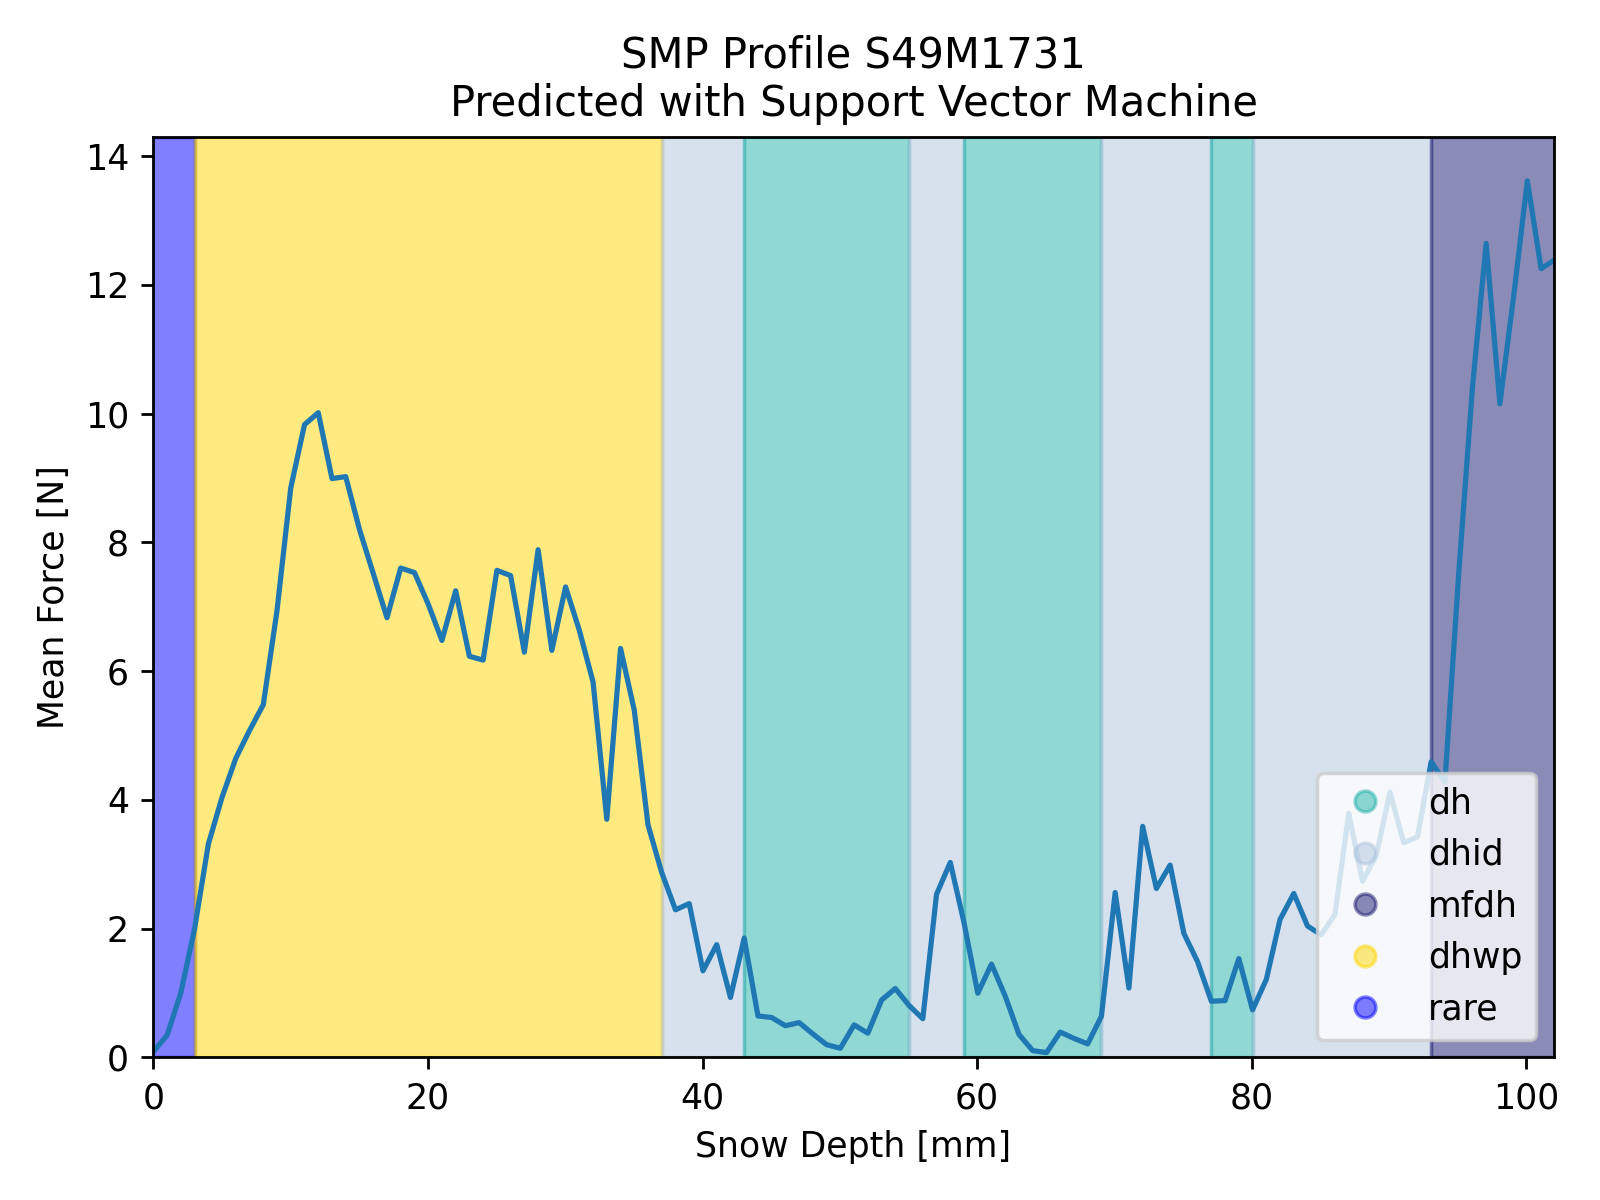 SMP Profile S49M1731
Predicted with Support Vector Machine
14
12
10
8
6
4
2
0
Mean Force [N]
dh
dhid
mfdh
dhwp
rare
0 20 40 60 80 100
Snow Depth [mm]